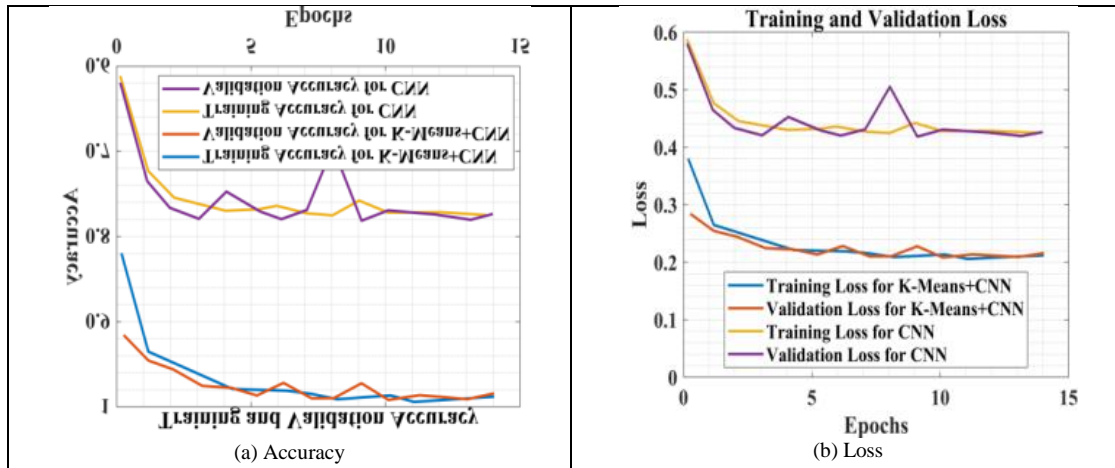 Epochs
0 5 10 15
0.6
Validation Accuracy for CNN
Training Accuracy for CNN
Validation Accuracy for K-Means+CNN
Training Accuracy for K-Means+CNN
0.7
Accuracy
0.8
0.9
1
Training and Validation Accuracy
(a) Accuracy
Training and Validation Loss
0.6
0.5
0.4
Loss
0.3
0.2
Training Loss for K-Means+CNN
Validation Loss for K-Means+CNN
Training Loss for CNN
Validation Loss for CNN
0.1
0
0 5 10 15
Epochs
(b) Loss